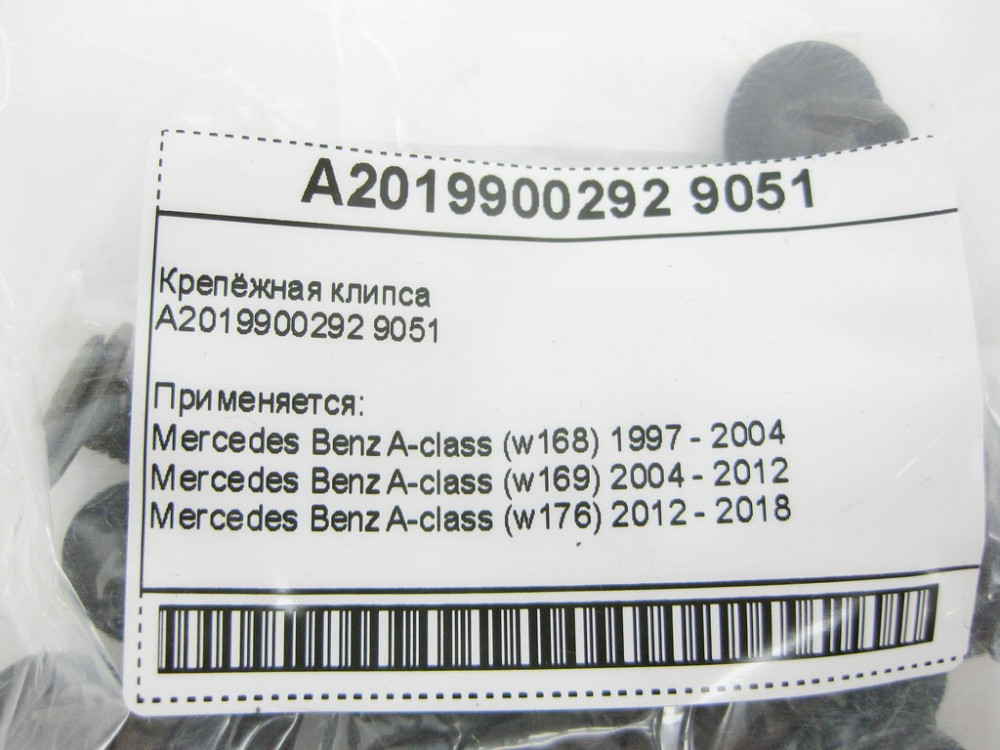 A2019900292 9051
Крепёжная клипса
A2019900292 9051
Применяется:
Mercedes Benz A-class (w168) 1997 - 2004
Mercedes Benz A-class (w169) 2004 - 2012
Mercedes Benz A-class (w176) 2012 - 2018